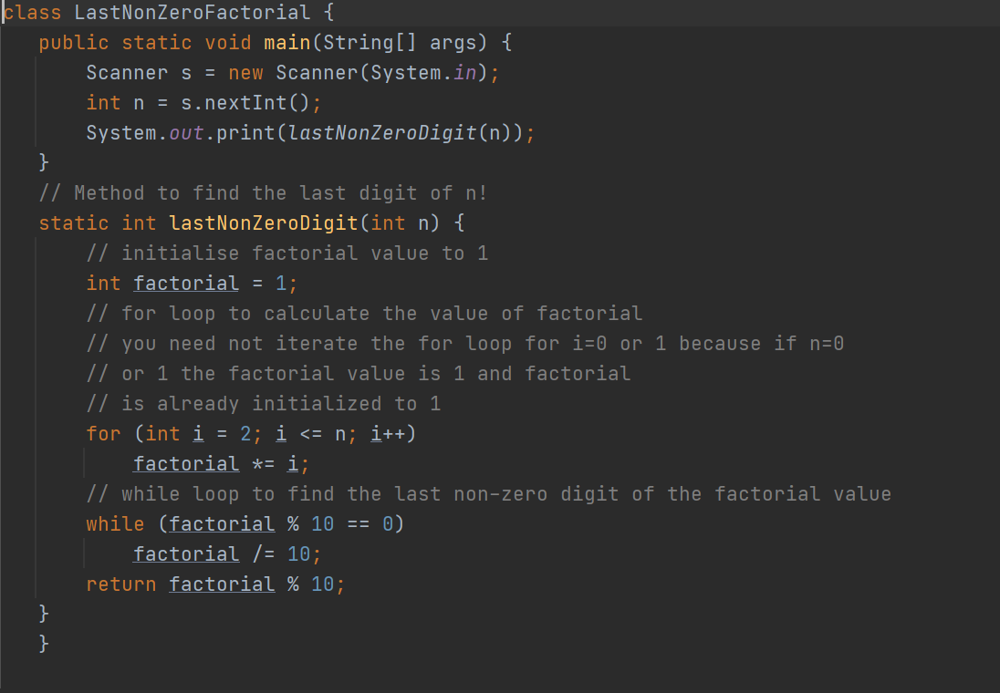 class LastNonZeroFactorial {
public static void main(String[] args) {
Scanner s = new Scanner(System.in);
int n = s.nextInt();
System.out.print(lastNonZeroDigit(n));
}
// Method to find the last digit of n!
static int lastNonZeroDigit(int n) {
// initialise factorial value to 1
int factorial = 1;
// for loop to calculate the value of factorial
// you need not iterate the for loop for i=0 or 1 because if n=0
// or 1 the factorial value is 1 and factorial
// is already initialized to 1
for (int i = 2; i <= n; i++)
factorial *= i;
// while loop to find the last non-zero digit of the factorial value
while (factorial % 10 == 0)
factorial /= 10;
return factorial % 10;
}
}